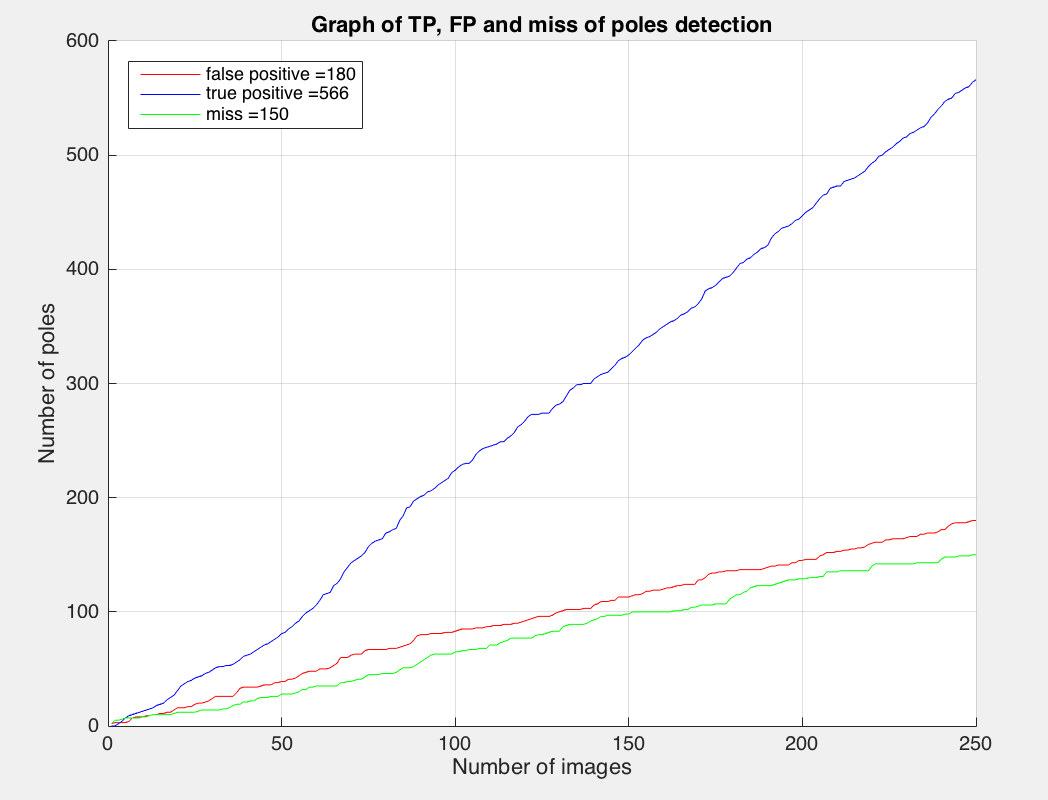 Graph of TP, FP and miss of poles detection
600
false positive =180
true positive =566
miss =150
500
400
Number of poles
300
200
100
0
0 50 100 150 200 250
Number of images